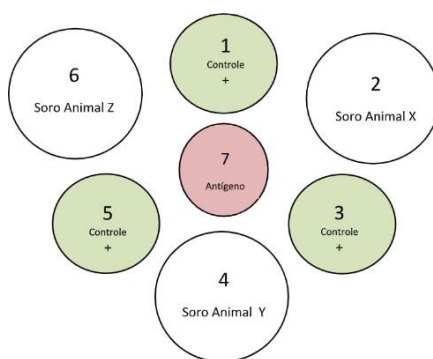 1
Controle
+
2
Soro Animal X
3
Controle
+
4
Soro Animal Y
5
Controle
+
6
Soro Animal Z
7
Antígeno